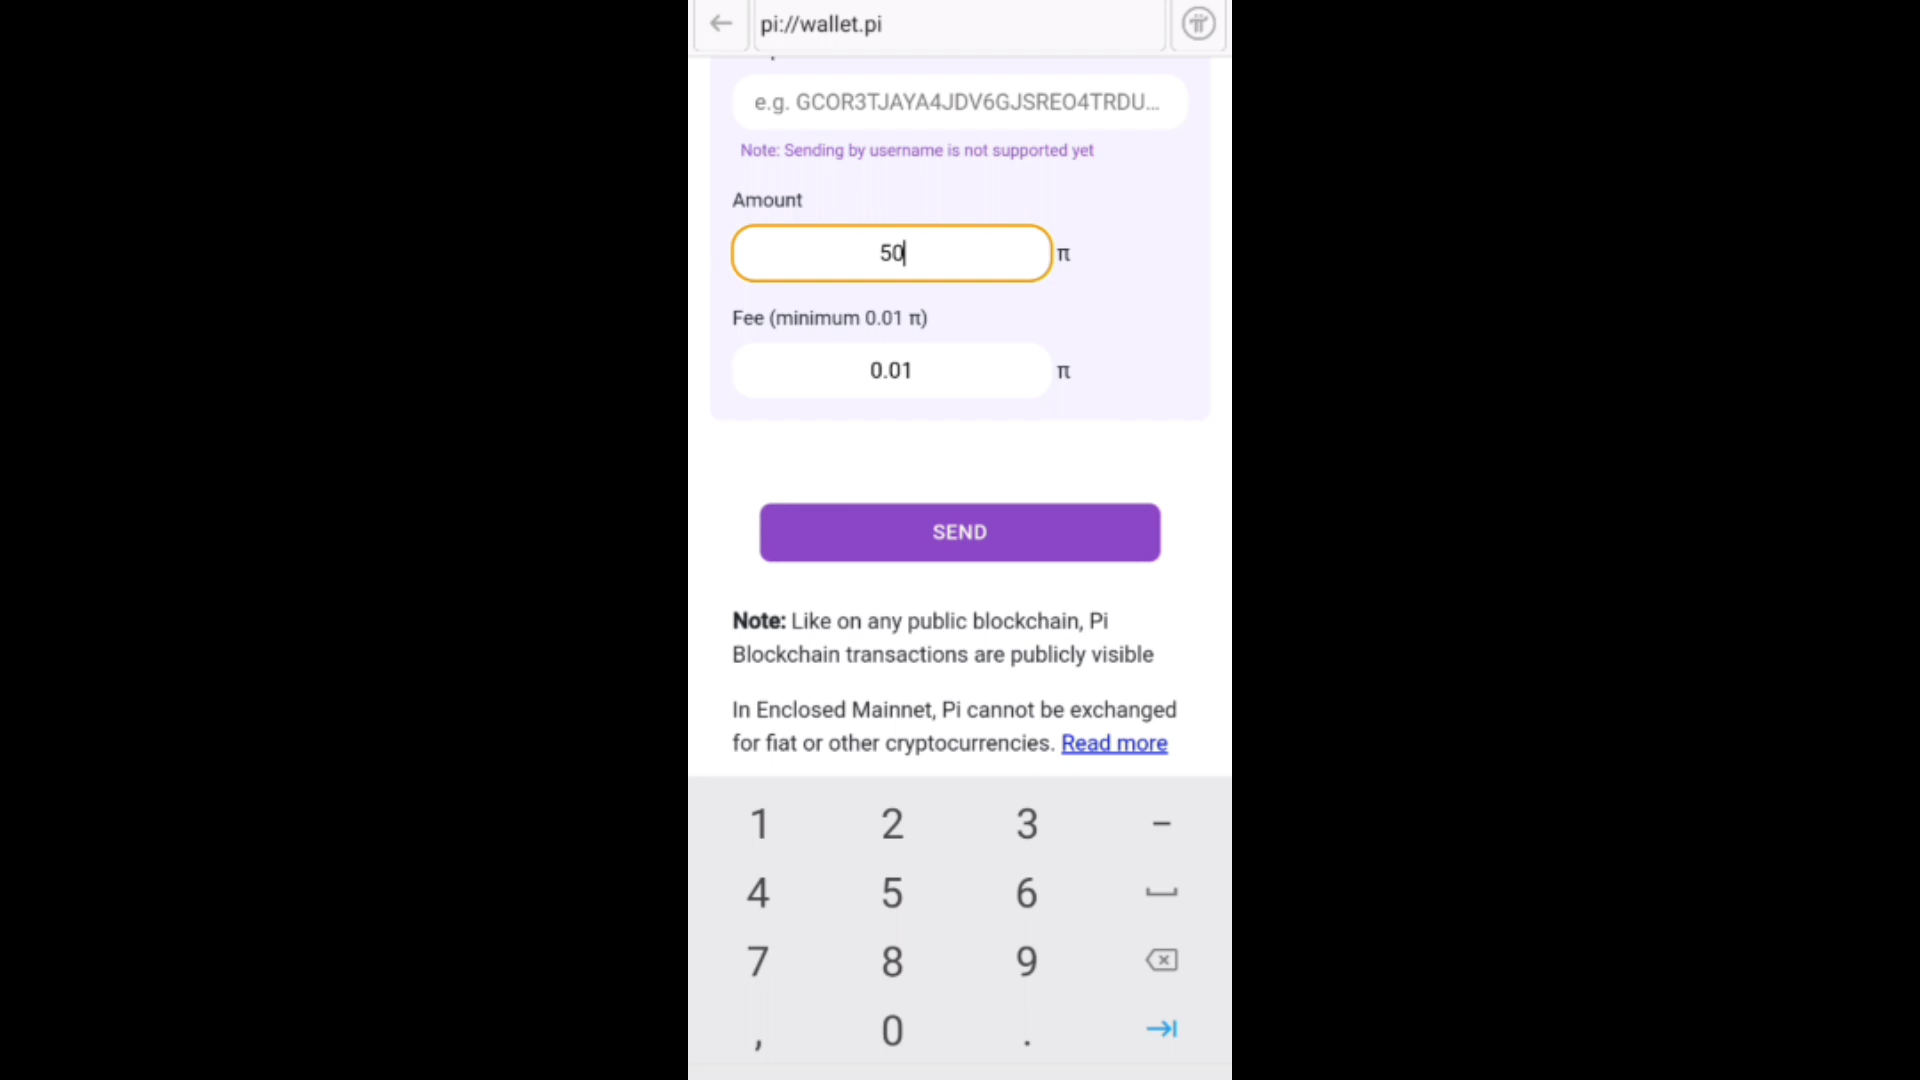 pi://wallet.pi
e.g. GCOR3TJAYA4JDV6GJSREO4TRDU...
Note: Sending by username is not supported yet
Amount
50 π
Fee (minimum 0.01 π)
0.01 π
SEND
Note: Like on any public blockchain, Pi
Blockchain transactions are publicly visible
In Enclosed Mainnet, Pi cannot be exchanged
for fiat or other cryptocurrencies. Read more
1 2 3 -
4 5 6
7 8 9
, 0 .